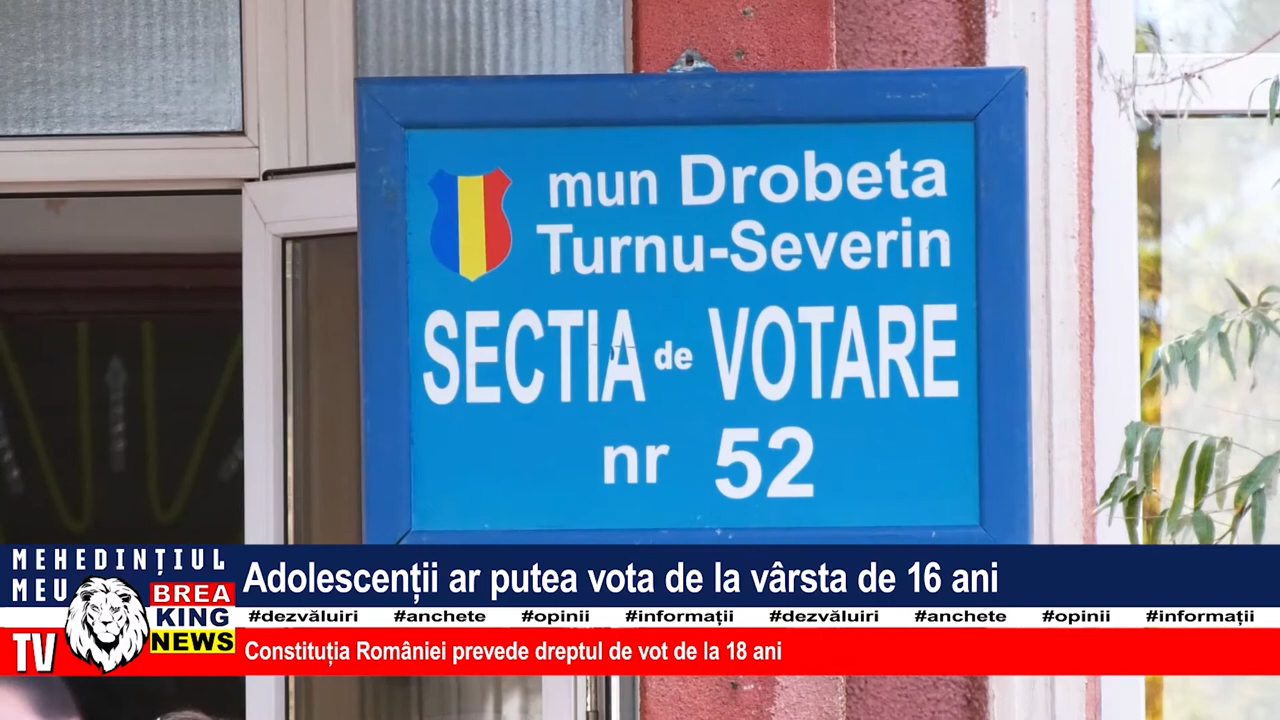 mun Drobeta
Turnu-Severin
SECTIA de VOTARE
nr 52
MEHEDINȚIUL
MEU
BREA
KING
NEWS
TV
Adolescenții ar putea vota de la vârsta de 16 ani
#dezvăluiri #anchete #opinii #informații #dezvăluiri #anchete #opinii #informații
Constituția României prevede dreptul de vot de la 18 ani